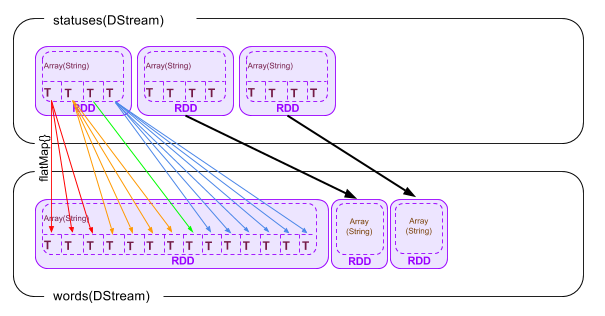 statuses(DStream)
Array(String) Array(String) Array(String)
T T T T T T T T T T T T
RDD RDD RDD
flatMap{}
Array(String)
T T T T T T T T T T T T T T
RDD
Array
(String)
RDD
Array
(String)
RDD
words(DStream)